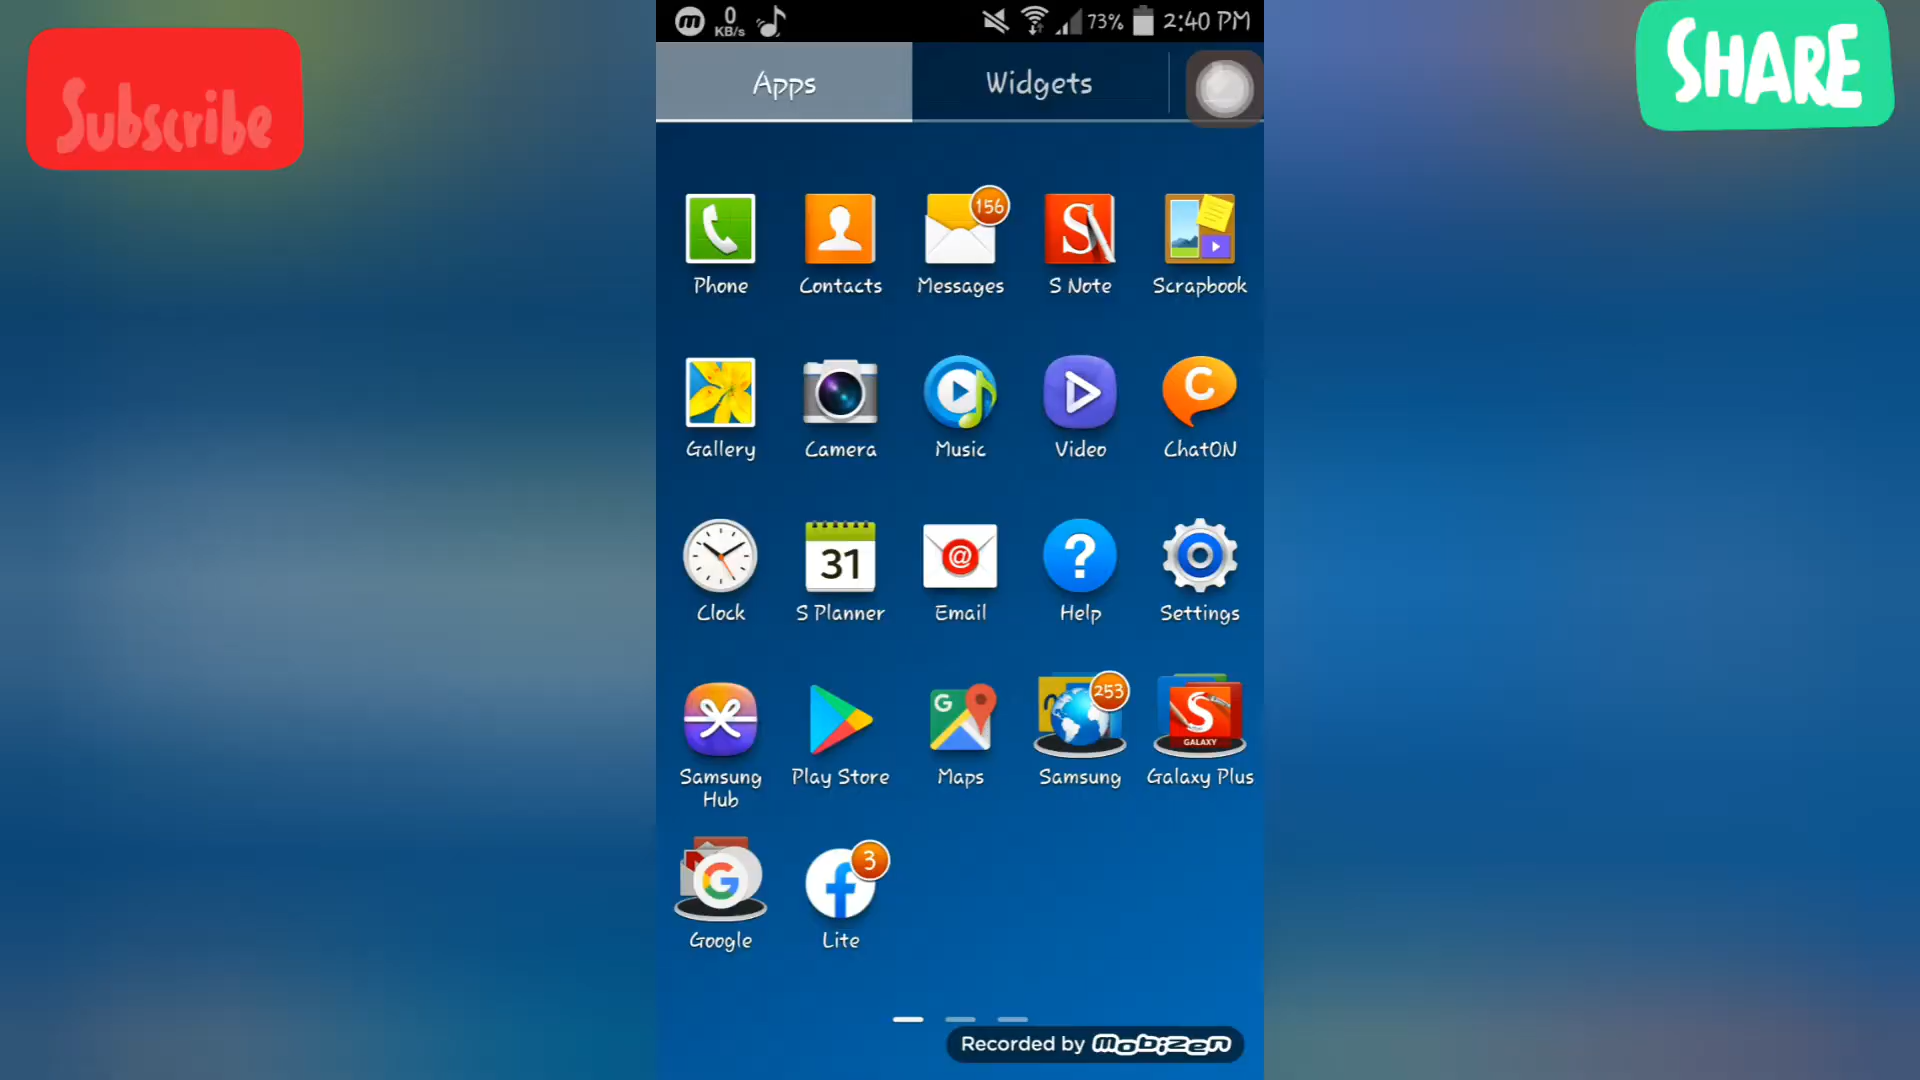 Subscribe
SHARE
m
0
KB/s
73%
2:40 PM
Apps
Widgets
156
Phone
Contacts
Messages
S Note
Scrapbook
Gallery
Camera
Music
Video
ChatON
31
Clock
S Planner
Email
Help
Settings
253
GALAXY
Samsung
Hub
Play Store
Maps
Samsung
Galaxy Plus
3
Google
Lite
Recorded by Mobizen